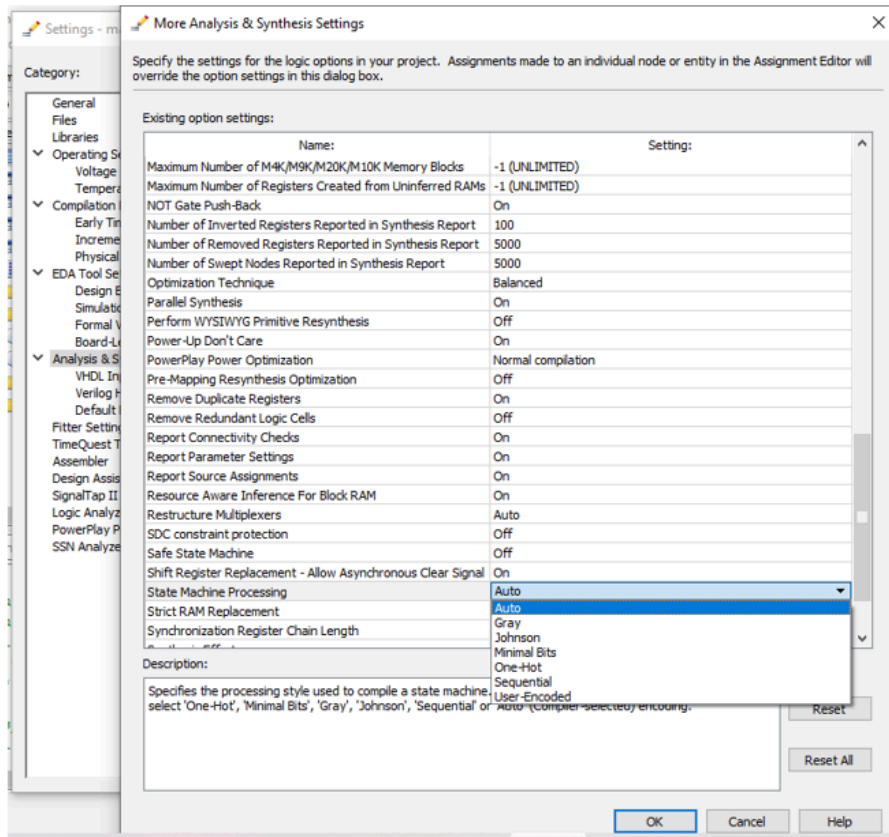 Settings - m
More Analysis & Synthesis Settings
Specify the settings for the logic options in your project. Assignments made to an individual node or entity in the Assignment Editor will
override the option settings in this dialog box.
Category:
General
Files
Libraries
Operating Se
Voltage
Tempera
Compilation
Early Tim
Increme
Physical
EDA Tool Se
Design E
Simulatio
Formal V
Board-Le
Analysis & S
VHDL Inp
Verilog H
Default
Fitter Setting
TimeQuest T
Assembler
Design Assis
SignalTap II
Logic Analyz
PowerPlay P
SSN Analyze
Existing option settings:
Name: Setting:
Maximum Number of M4K/M9K/M20K/M10K Memory Blocks -1 (UNLIMITED)
Maximum Number of Registers Created from Uninferred RAMs -1 (UNLIMITED)
NOT Gate Push-Back On
Number of Inverted Registers Reported in Synthesis Report 100
Number of Removed Registers Reported in Synthesis Report 5000
Number of Swept Nodes Reported in Synthesis Report 5000
Optimization Technique Balanced
Parallel Synthesis On
Perform WYSIWYG Primitive Resynthesis Off
Power-Up Don't Care On
PowerPlay Power Optimization Normal compilation
Pre-Mapping Resynthesis Optimization Off
Remove Duplicate Registers On
Remove Redundant Logic Cells Off
Report Connectivity Checks On
Report Parameter Settings On
Report Source Assignments On
Resource Aware Inference For Block RAM On
Restructure Multiplexers Auto
SDC constraint protection Off
Safe State Machine Off
Shift Register Replacement - Allow Asynchronous Clear Signal On
State Machine Processing Auto
Strict RAM Replacement
Synchronization Register Chain Length
Auto
Gray
Johnson
Minimal Bits
One-Hot
Sequential
User-Encoded
Description:
Specifies the processing style used to compile a state machine.
select 'One-Hot', 'Minimal Bits', 'Gray', 'Johnson', 'Sequential' or 'Auto' (Compiler-selected) encoding.
Reset
Reset All
OK Cancel Help